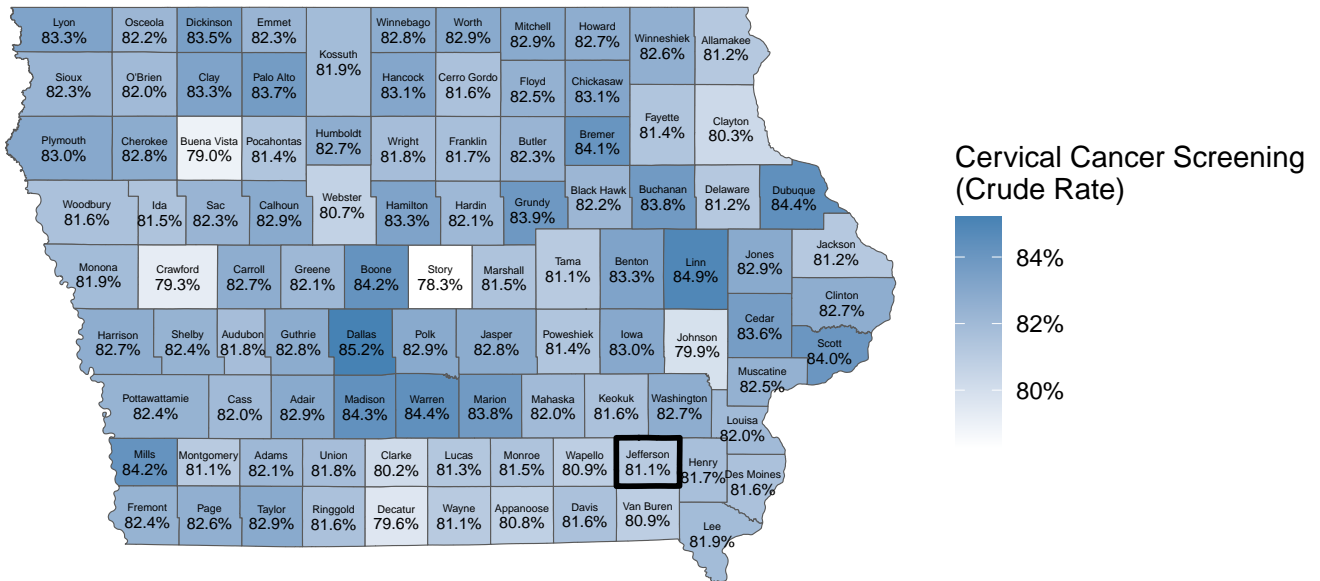 Lyon
83.3%
Osceola
82.2%
Dickinson
83.5%
Emmet
82.3%
Kossuth
81.9%
Winnebago
82.8%
Worth
82.9%
Mitchell
82.9%
Howard
82.7%
Winneshiek
82.6%
Allamakee
81.2%
Sioux
82.3%
O'Brien
82.0%
Clay
83.3%
Palo Alto
83.7%
Hancock
83.1%
Cerro Gordo
81.6%
Floyd
82.5%
Chickasaw
83.1%
Fayette
81.4%
Clayton
80.3%
Plymouth
83.0%
Cherokee
82.8%
Buena Vista
79.0%
Pocahontas
81.4%
Humboldt
82.7%
Wright
81.8%
Franklin
81.7%
Butler
82.3%
Bremer
84.1%
Woodbury
81.6%
Ida
81.5%
Sac
82.3%
Calhoun
82.9%
Webster
80.7%
Hamilton
83.3%
Hardin
82.1%
Grundy
83.9%
Black Hawk
82.2%
Buchanan
83.8%
Delaware
81.2%
Dubuque
84.4%
Monona
81.9%
Crawford
79.3%
Carroll
82.7%
Greene
82.1%
Boone
84.2%
Story
78.3%
Marshall
81.5%
Tama
81.1%
Benton
83.3%
Linn
84.9%
Jones
82.9%
Jackson
81.2%
Clinton
82.7%
Harrison
82.7%
Shelby
82.4%
Audubon
81.8%
Guthrie
82.8%
Dallas
85.2%
Polk
82.9%
Jasper
82.8%
Poweshiek
81.4%
Iowa
83.0%
Johnson
79.9%
Cedar
83.6%
Scott
84.0%
Muscatine
82.5%
Pottawattamie
82.4%
Cass
82.0%
Adair
82.9%
Madison
84.3%
Warren
84.4%
Marion
83.8%
Mahaska
82.0%
Keokuk
81.6%
Washington
82.7%
Louisa
82.0%
Mills
84.2%
Montgomery
81.1%
Adams
82.1%
Union
81.8%
Clarke
80.2%
Lucas
81.3%
Monroe
81.5%
Wapello
80.9%
Jefferson
81.1%
Henry
81.7%
Des Moines
81.6%
Fremont
82.4%
Page
82.6%
Taylor
82.9%
Ringgold
81.6%
Decatur
79.6%
Wayne
81.1%
Appanoose
80.8%
Davis
81.6%
Van Buren
80.9%
Lee
81.9%
Cervical Cancer Screening
(Crude Rate)
84%
82%
80%